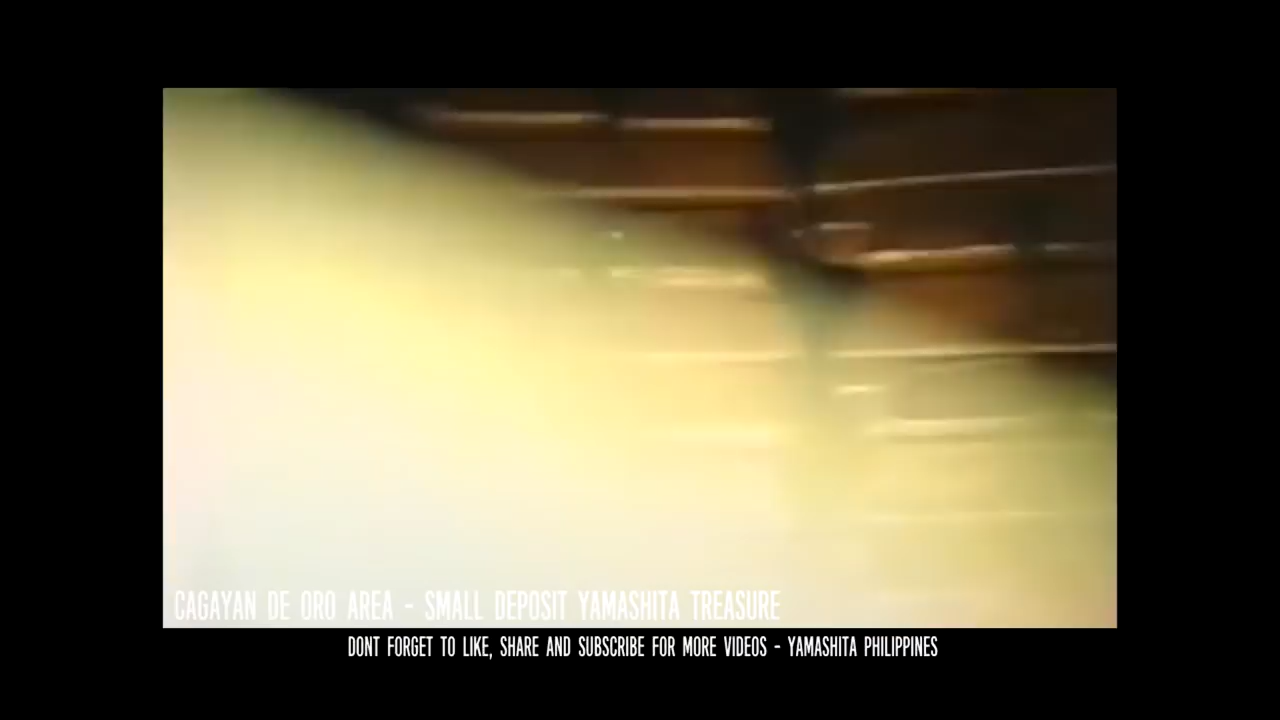 CAGAYAN DE ORO AREA - SMALL DEPOSIT YAMASHITA TREASURE
DONT FORGET TO LIKE, SHARE AND SUBSCRIBE FOR MORE VIDEOS - YAMASHITA PHILIPPINES